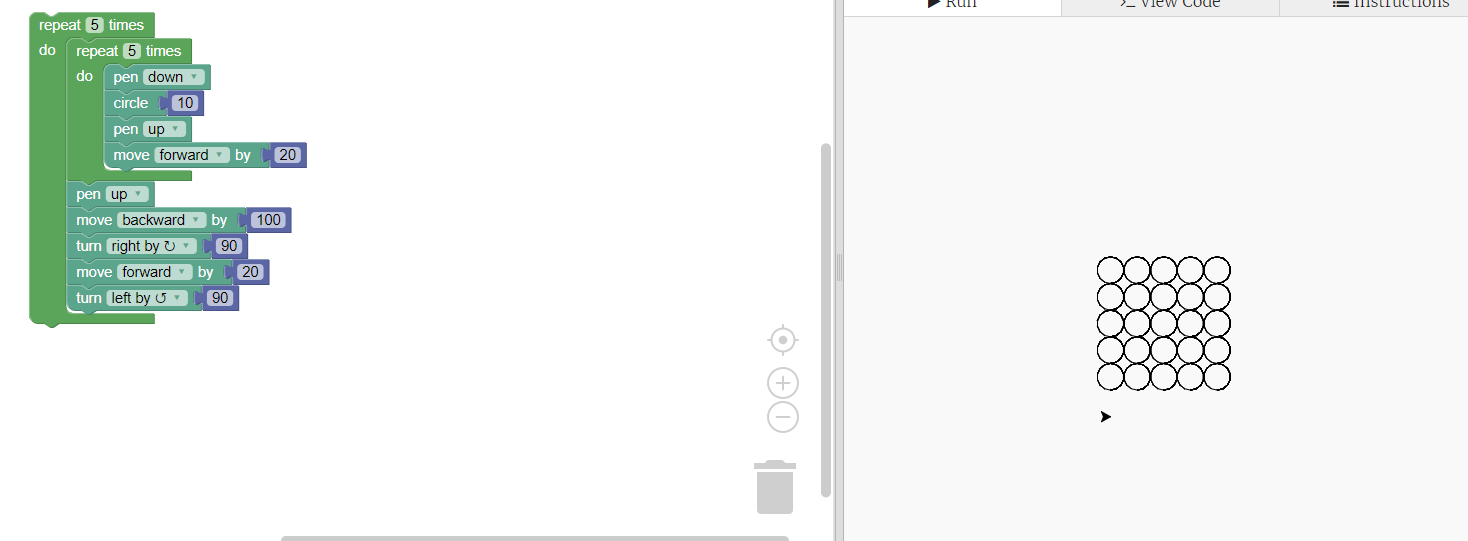 repeat 5 times
do repeat 5 times
do pen down
circle 10
pen up
move forward by 20
pen up
move backward by 100
turn right by ↻ 90
move forward by 20
turn left by ↺ 90
Run View Code Instructions